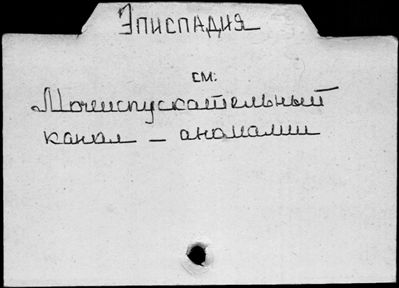 Эписпадия
см:
Мочеиспускательный
канал – аномалии